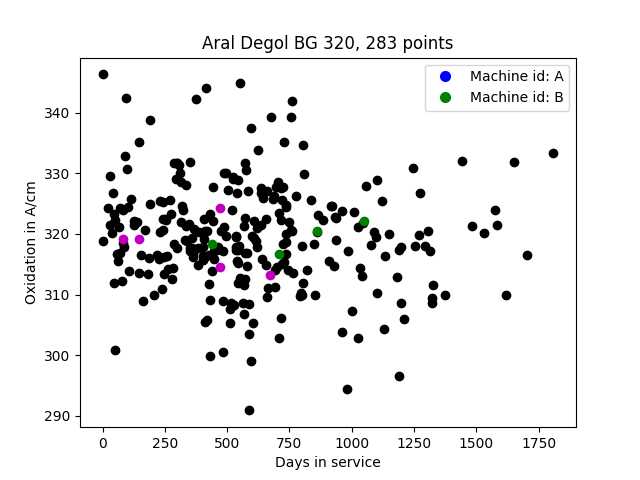 Aral Degol BG 320, 283 points
Machine id: A
Machine id: B
Oxidation in A/cm
340
330
320
310
300
290
0 250 500 750 1000 1250 1500 1750
Days in service